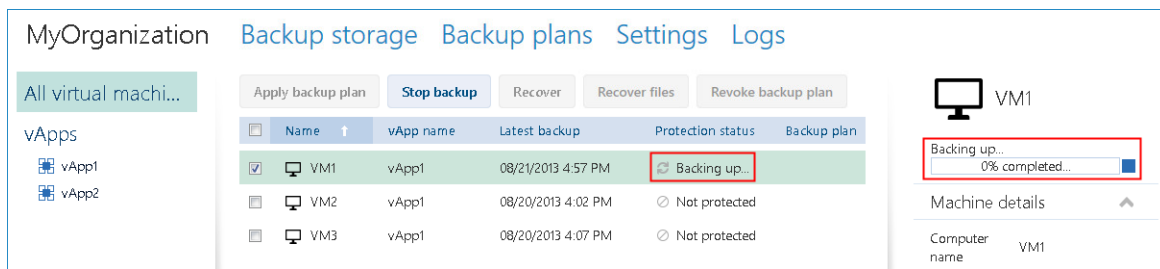 MyOrganization Backup storage Backup plans Settings Logs
All virtual machi...
vApps
vApp1
vApp2
Apply backup plan Stop backup Recover Recover files Revoke backup plan
Name vApp name Latest backup Protection status Backup plan
VM1 vApp1 08/21/2013 4:57 PM Backing up...
VM2 vApp1 08/20/2013 4:02 PM Not protected
VM3 vApp1 08/20/2013 4:07 PM Not protected
VM1
Backing up...
0% completed...
Machine details
Computer
name VM1